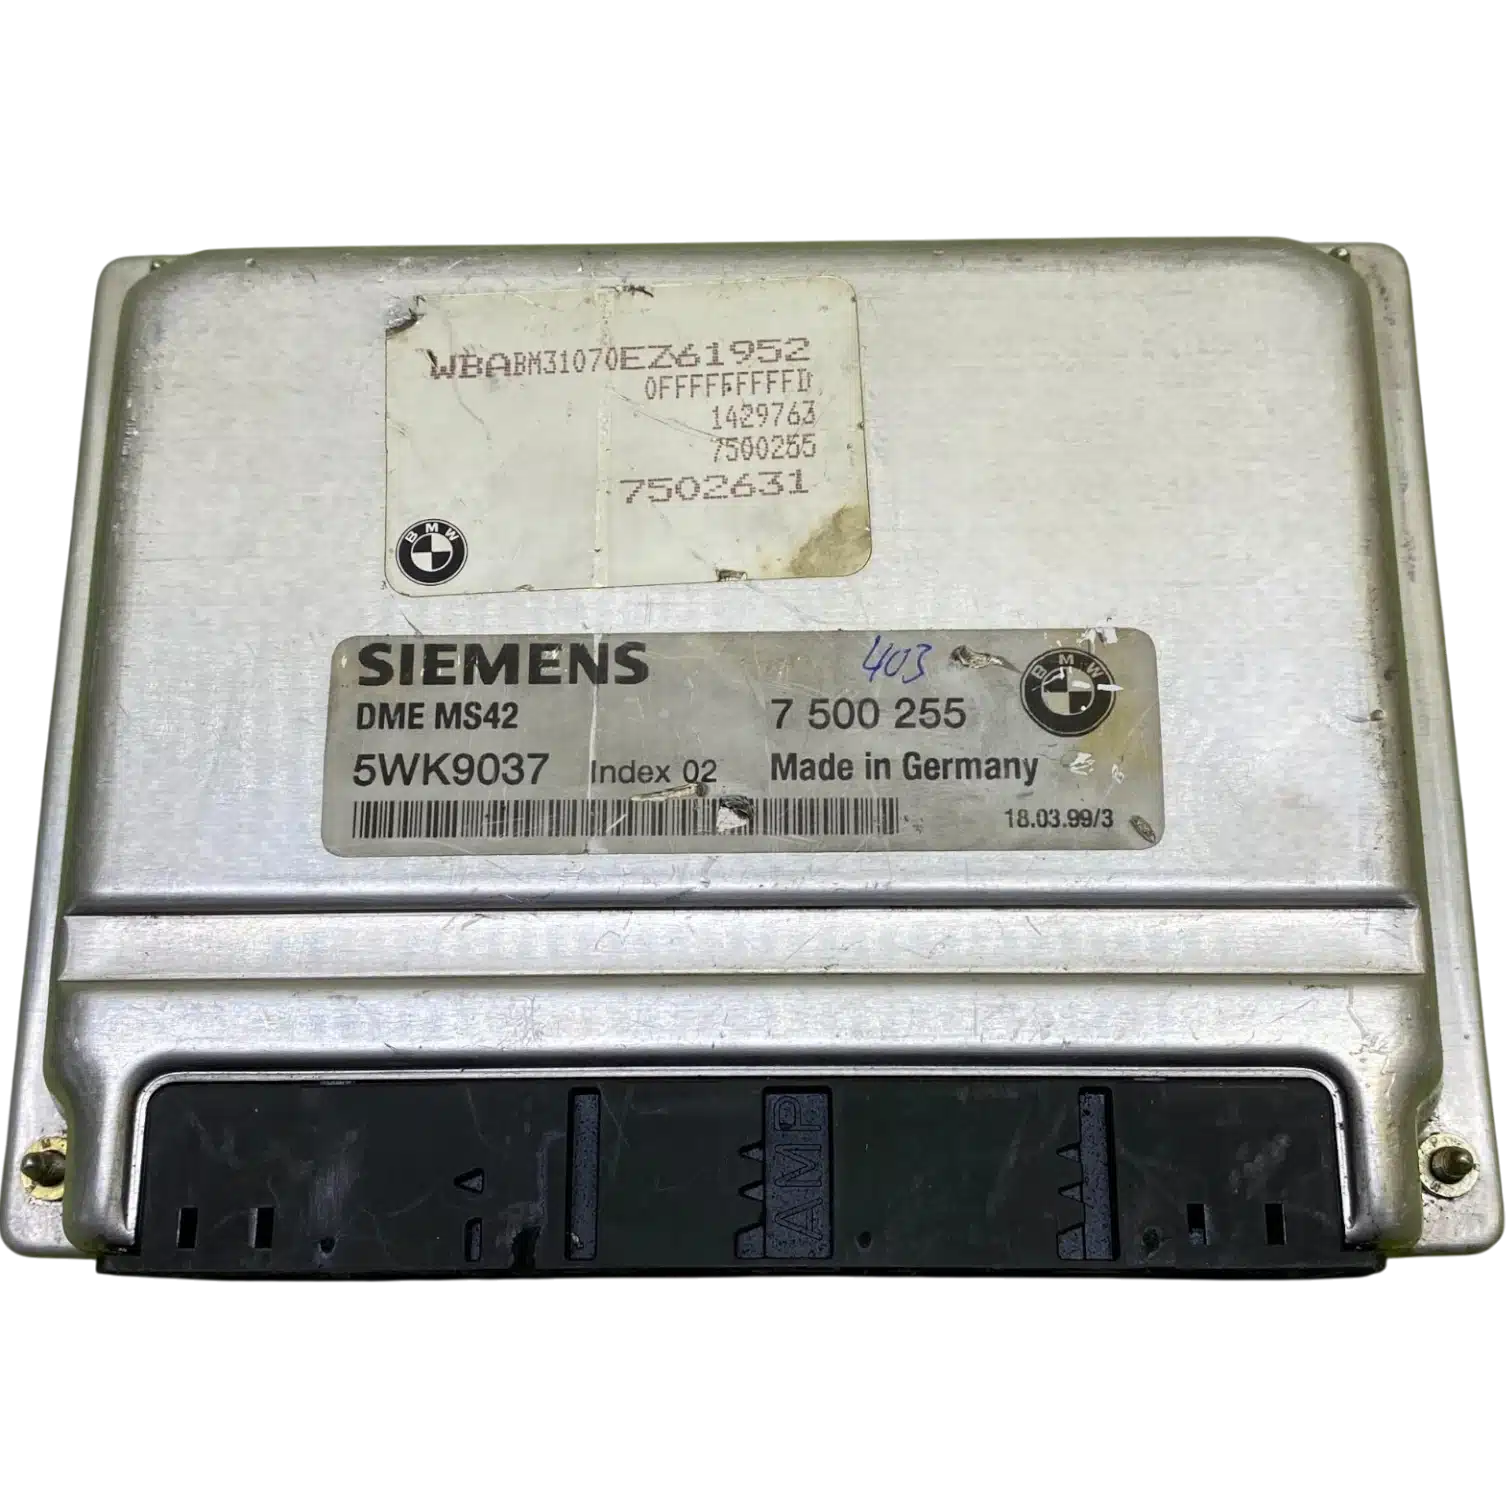 WBABM31070EZ61952
0FFFFFFFFFFD
1429763
7500255
7502631
BMW
SIEMENS
403
BMW
DME MS42
7 500 255
5WK9037 Index 02
Made in Germany
18.03.99/3
AMP